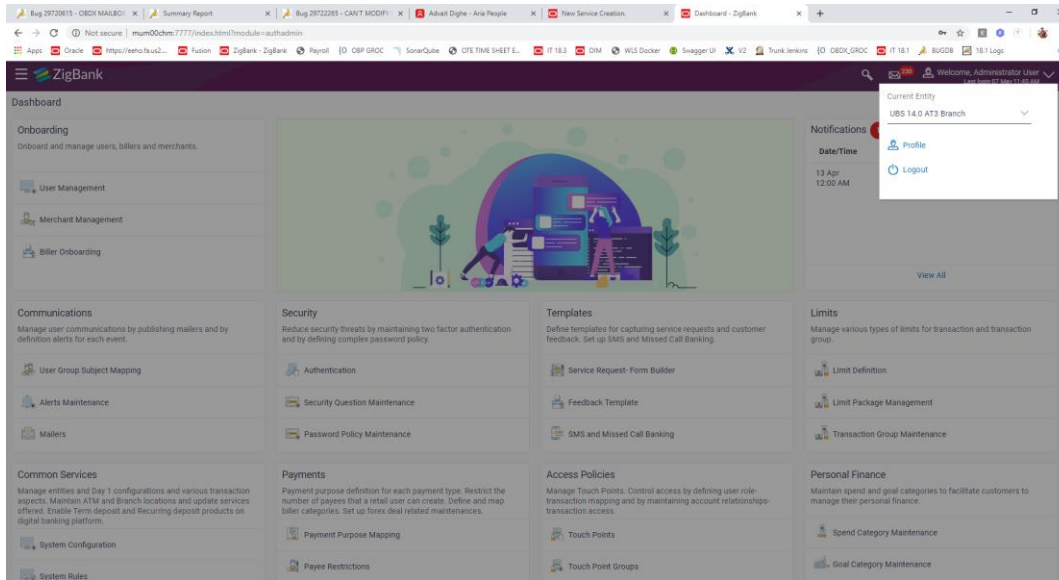 Bug 29720615 - OBDX MAILBOX
Summary Report
Bug 29722265 - CAN'T MODIFY
Advait Dighe - Aria People
New Service Creation.
Dashboard - ZigBank
Not secure | mum00chm:7777/index.html?module=authadmin
Apps
Oracle
https://eeho.fa.us2...
Fusion
ZigBank - ZigBank
Payroll
OBP GROC
SonarQube
OTE TIME SHEET E...
IT 18.3
OIM
WLS Docker
Swagger UI
V2
Trunk Jenkins
OBDX_GROC
IT 18.1
BUGDB
18.1 Logs
ZigBank
230
Welcome, Administrator User
Last login 07 May 11:45 AM
Dashboard
Current Entity
UBS 14.0 AT3 Branch
Profile
Logout
Onboarding
Onboard and manage users, billers and merchants.
User Management
Merchant Management
Biller Onboarding
Notifications
Date/Time
13 Apr
12:00 AM
View All
Communications
Manage user communications by publishing mailers and by
definition alerts for each event.
User Group Subject Mapping
Alerts Maintenance
Mailers
Security
Reduce security threats by maintaining two factor authentication
and by defining complex password policy.
Authentication
Security Question Maintenance
Password Policy Maintenance
Templates
Define templates for capturing service requests and customer
feedback. Set up SMS and Missed Call Banking.
Service Request- Form Builder
Feedback Template
SMS and Missed Call Banking
Limits
Manage various types of limits for transaction and transaction
group.
Limit Definition
Limit Package Management
Transaction Group Maintenance
Common Services
Manage entities and Day 1 configurations and various transaction
aspects. Maintain ATM and Branch locations and update services
offered. Enable Term deposit and Recurring deposit products on
digital banking platform.
System Configuration
System Rules
Payments
Payment purpose definition for each payment type. Restrict the
number of payees that a retail user can create. Define and map
biller categories. Set up forex deal related maintenances.
Payment Purpose Mapping
Payee Restrictions
Access Policies
Manage Touch Points. Control access by defining user role-
transaction mapping and by maintaining account relationships-
transaction access.
Touch Points
Touch Point Groups
Personal Finance
Maintain spend and goal categories to facilitate customers to
manage their personal finance.
Spend Category Maintenance
Goal Category Maintenance